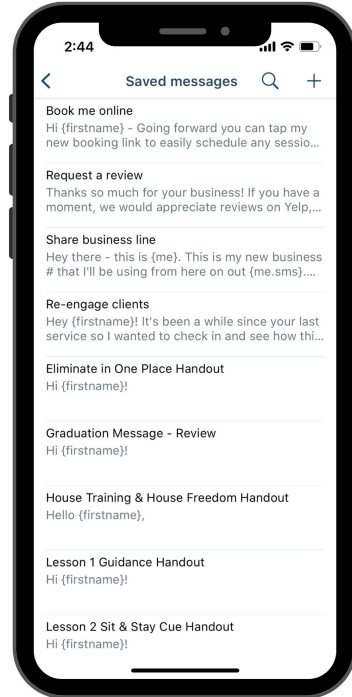 2:44
Saved messages
Book me online
Hi {firstname} - Going forward you can tap my
new booking link to easily schedule any sessio...
Request a review
Thanks so much for your business! If you have a
moment, we would appreciate reviews on Yelp,...
Share business line
Hey there - this is {me}. This is my new business
# that I'll be using from here on out {me.sms}....
Re-engage clients
Hey {firstname}! It's been a while since your last
service so I wanted to check in and see how thi...
Eliminate in One Place Handout
Hi {firstname}!
Graduation Message - Review
Hi {firstname}!
House Training & House Freedom Handout
Hello {firstname},
Lesson 1 Guidance Handout
Hi {firstname}!
Lesson 2 Sit & Stay Cue Handout
Hi {firstname}!